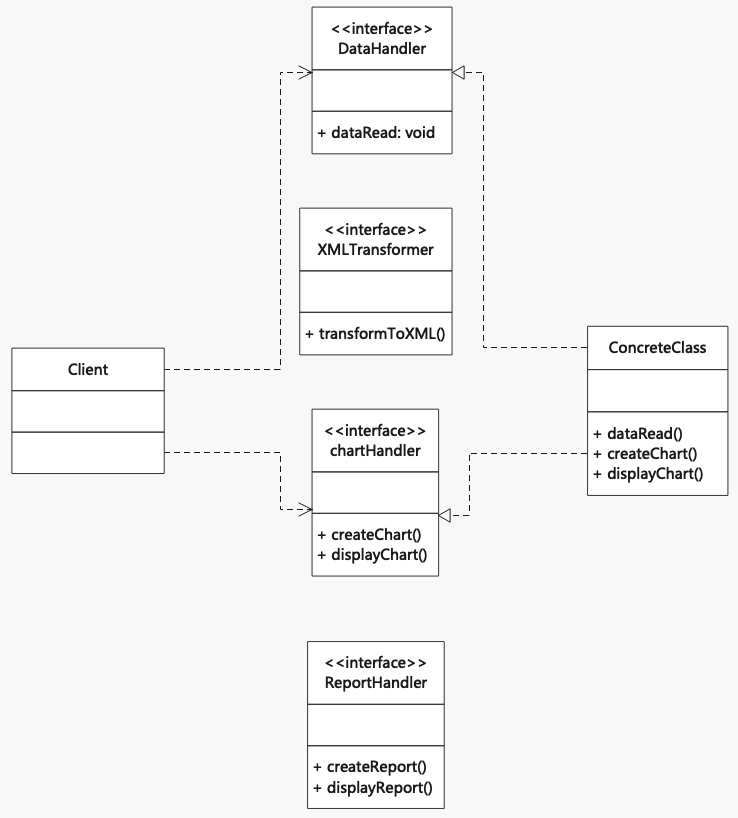 <<interface>>
DataHandler
+ dataRead: void
<<interface>>
XMLTransformer
+ transformToXML()
Client
ConcreteClass
+ dataRead()
+ createChart()
+ displayChart()
<<interface>>
chartHandler
+ createChart()
+ displayChart()
<<interface>>
ReportHandler
+ createReport()
+ displayReport()